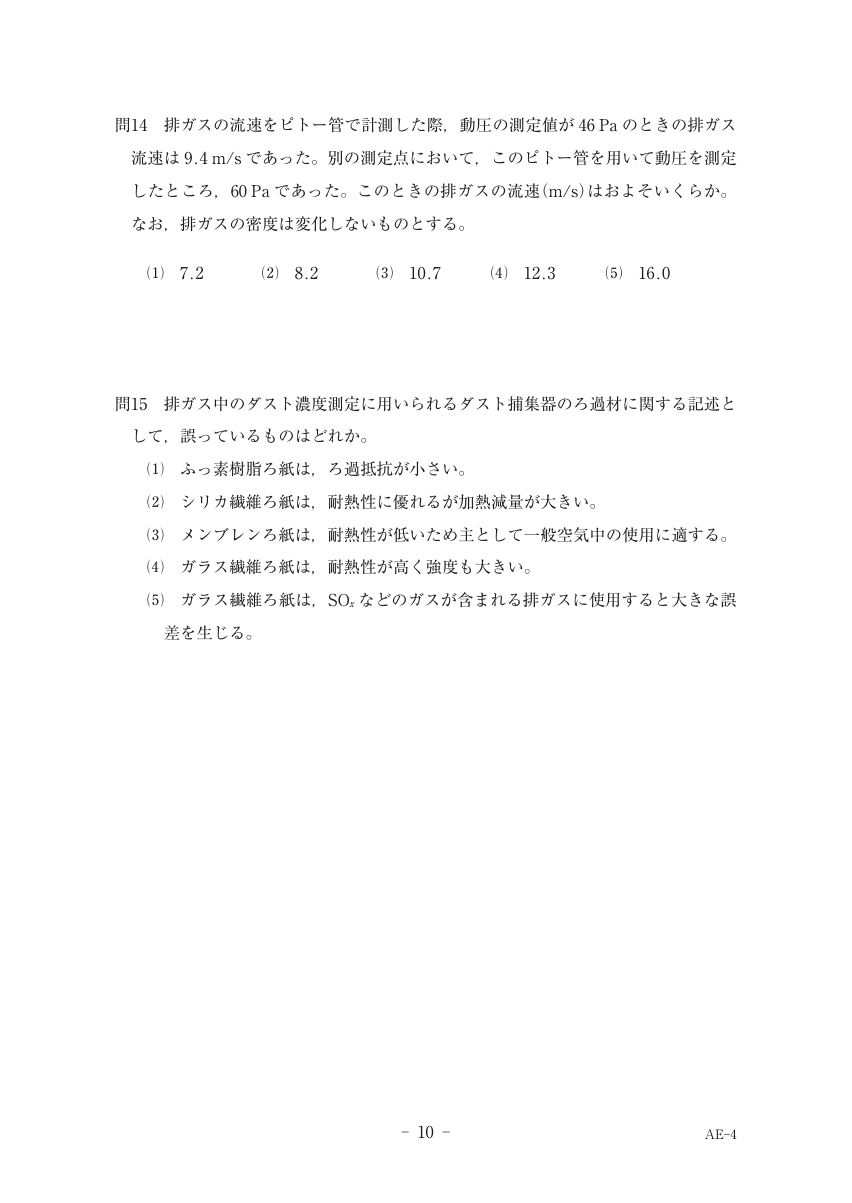 問14　排ガスの流速をピトー管で計測した際，動圧の測定値が 46 Pa のときの排ガス
流速は 9.4 m/s であった。別の測定点において，このピトー管を用いて動圧を測定
したところ，60 Pa であった。このときの排ガスの流速(m/s)はおよそいくらか。
なお，排ガスの密度は変化しないものとする。
(1)　7.2　　(2)　8.2　　(3)　10.7　　(4)　12.3　　(5)　16.0
問15　排ガス中のダスト濃度測定に用いられるダスト捕集器のろ過材に関する記述と
して，誤っているものはどれか。
(1)　ふっ素樹脂ろ紙は，ろ過抵抗が小さい。
(2)　シリカ繊維ろ紙は，耐熱性に優れるが加熱減量が大きい。
(3)　メンブレンろ紙は，耐熱性が低いため主として一般空気中の使用に適する。
(4)　ガラス繊維ろ紙は，耐熱性が高く強度も大きい。
(5)　ガラス繊維ろ紙は，SOx などのガスが含まれる排ガスに使用すると大きな誤
差を生じる。
－ 10 －
AE-4